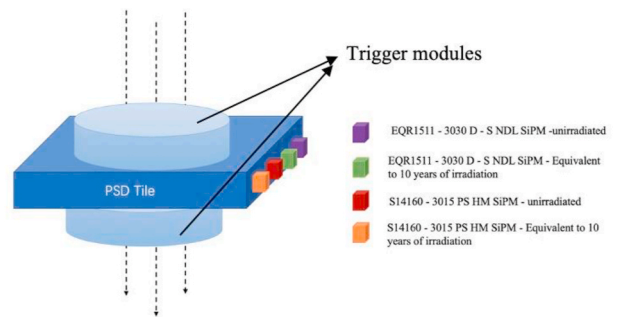 Trigger modules
EQR1511 - 3030 D - S NDL SiPM -unirradiated
EQR1511 - 3030 D - S NDL SiPM - Equivalent
to 10 years of irradiation
S14160 - 3015 PS HM SiPM - unirradiated
S14160 - 3015 PS HM SiPM - Equivalent to 10
years of irradiation
PSD Tile